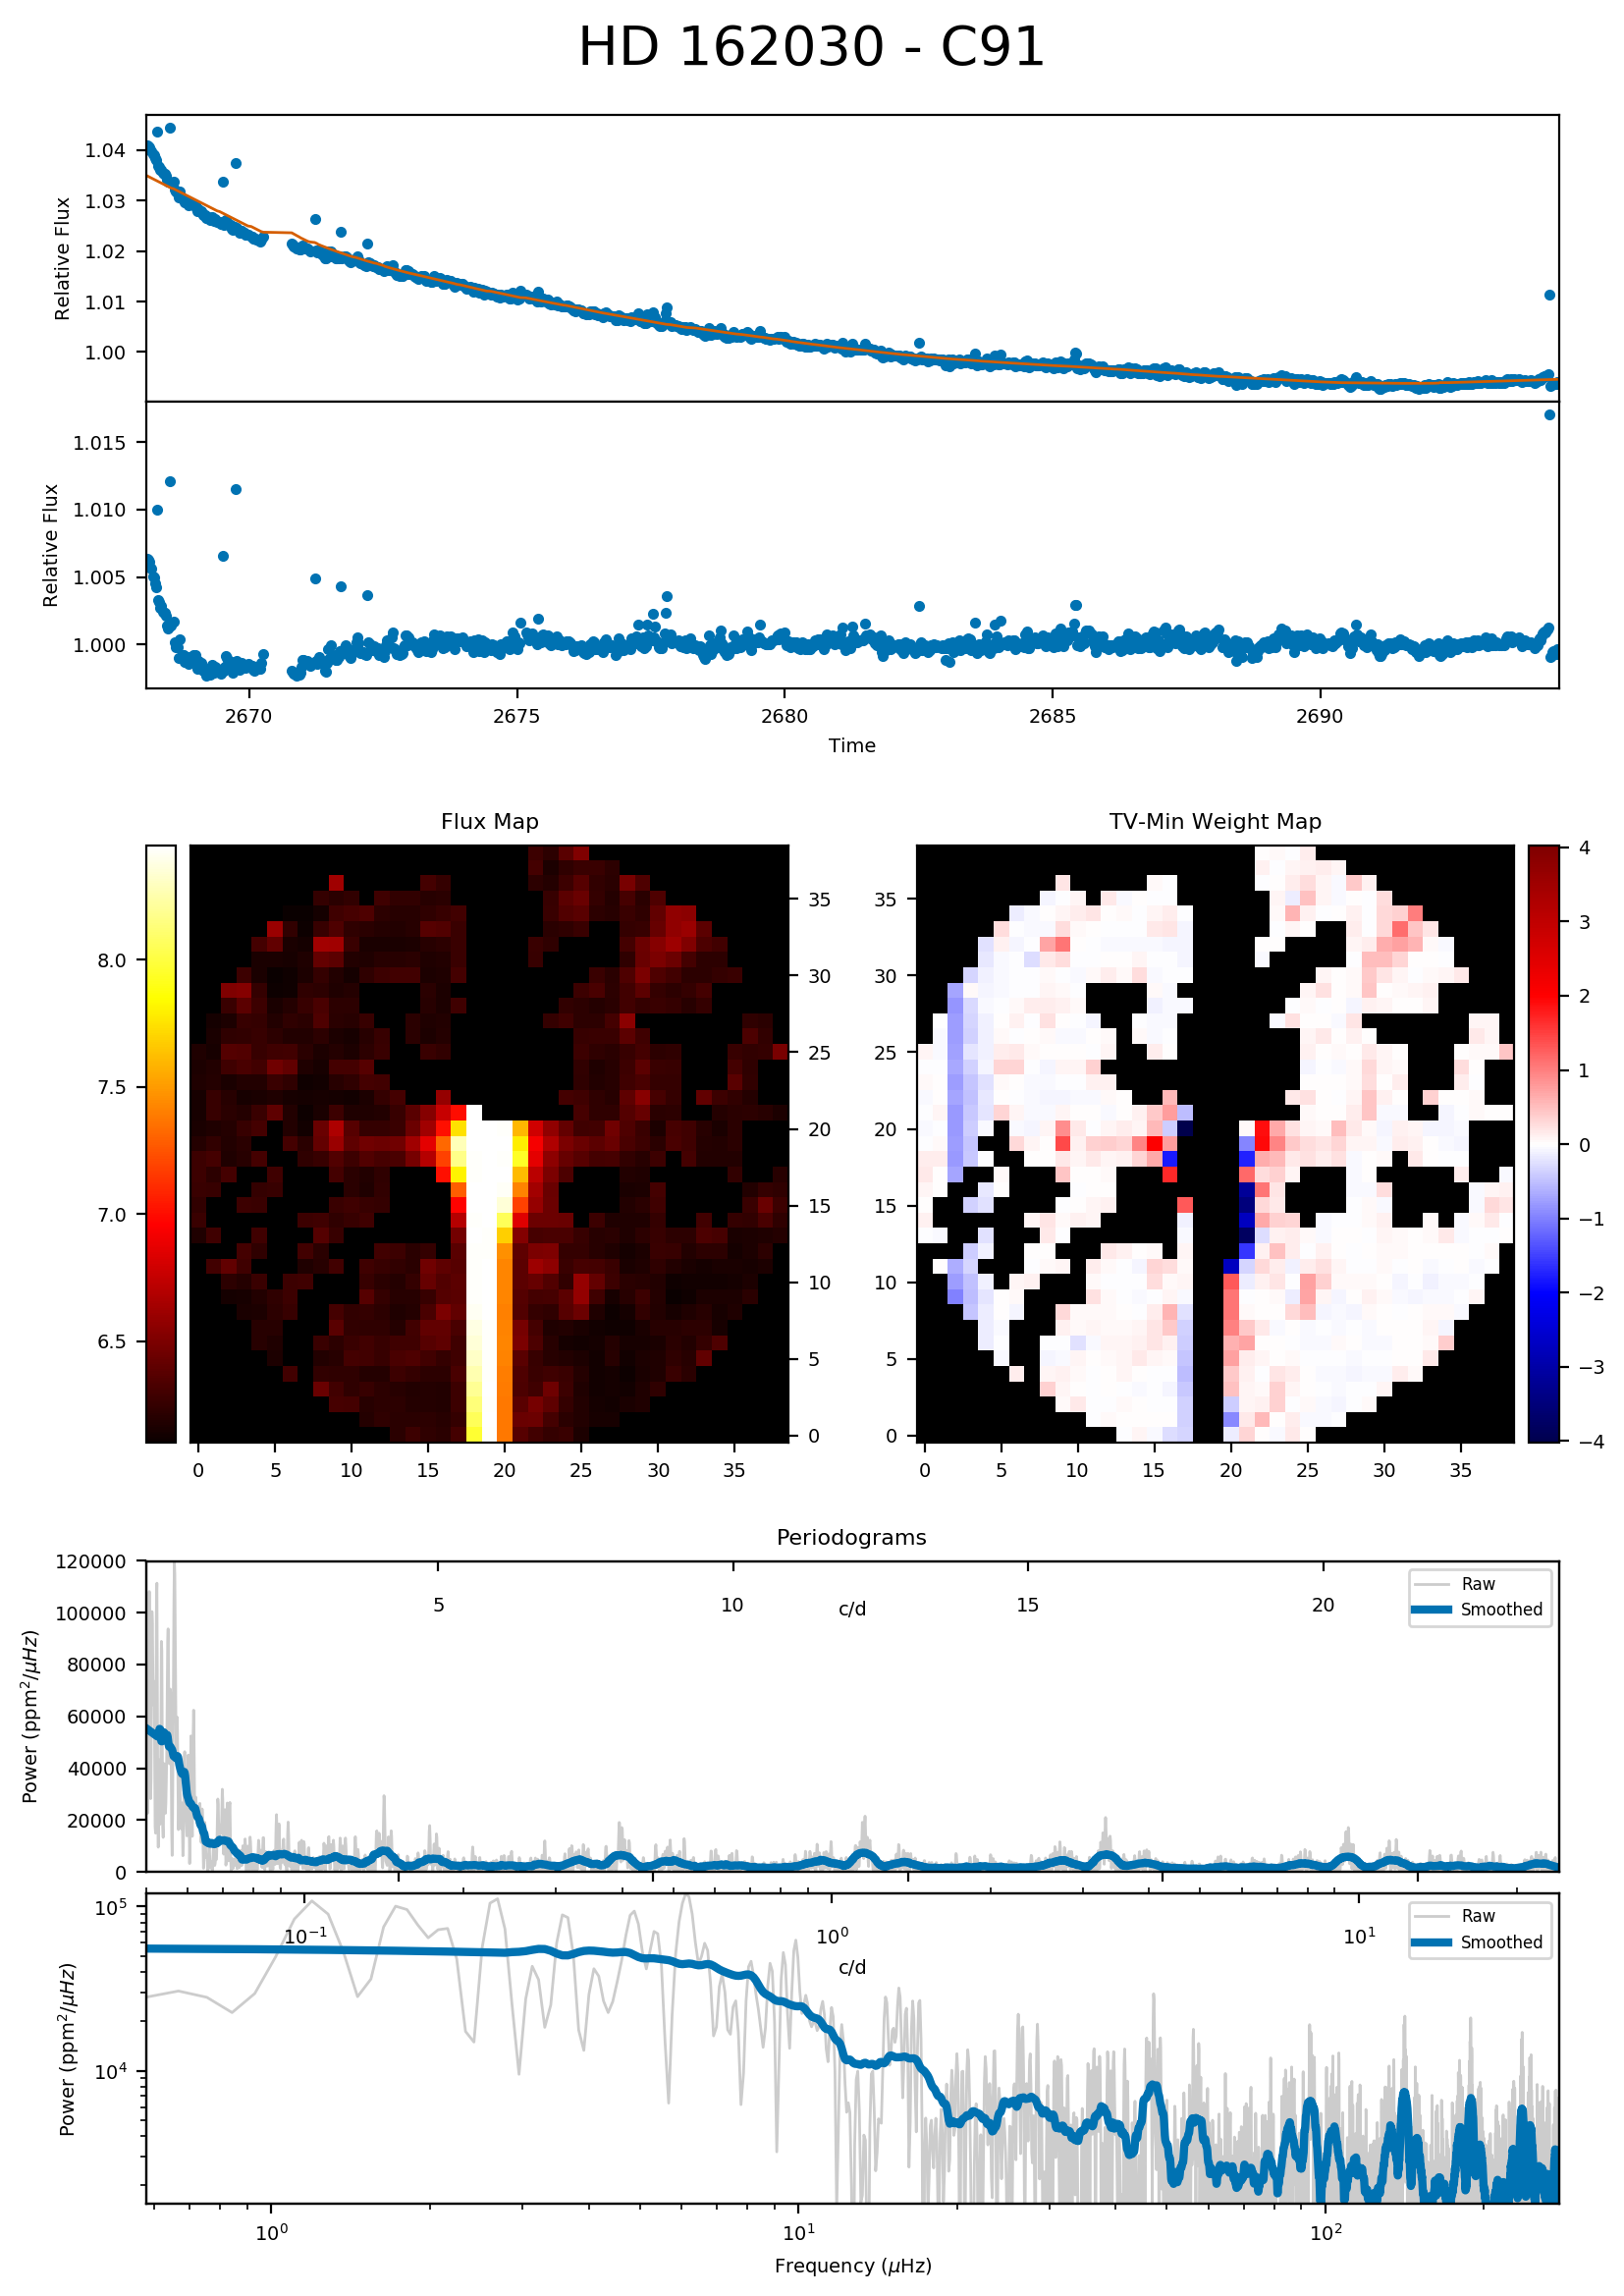 HD 162030 - C91
1.04
1.03
1.02
1.01
1.00
Relative Flux
1.015
1.010
1.005
1.000
Relative Flux
2670 2675 2680 2685 2690
Time
Flux Map
TV-Min Weight Map
8.0
7.5
7.0
6.5
35
30
25
20
15
10
5
0
0 5 10 15 20 25 30 35
35
30
25
20
15
10
5
0
0 5 10 15 20 25 30 35
4
3
2
1
0
−1
−2
−3
−4
Periodograms
120000
100000
80000
60000
40000
20000
0
Power (ppm²/μHz)
5 10 15 20
c/d
Raw
Smoothed
10⁵
10⁴
Power (ppm²/μHz)
10⁻¹ 10⁰ 10¹
c/d
Raw
Smoothed
10⁰ 10¹ 10²
Frequency (μHz)